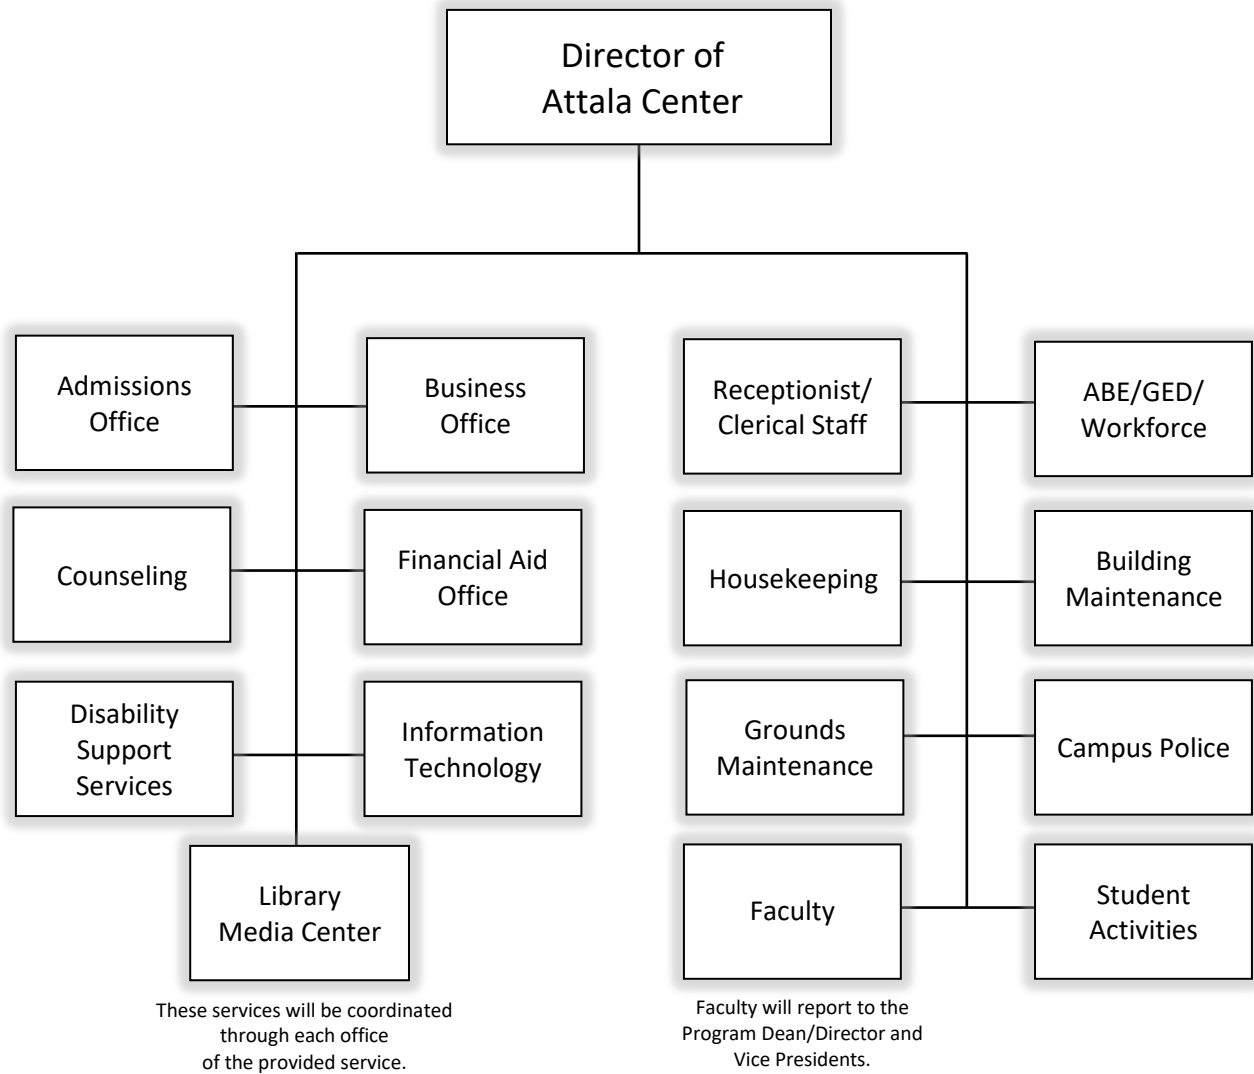 Director of
Attala Center
Admissions
Office
Business
Office
Receptionist/
Clerical Staff
ABE/GED/
Workforce
Counseling
Financial Aid
Office
Housekeeping
Building
Maintenance
Disability
Support
Services
Information
Technology
Grounds
Maintenance
Campus Police
Library
Media Center
Faculty
Student
Activities
These services will be coordinated
through each office
of the provided service.
Faculty will report to the
Program Dean/Director and
Vice Presidents.